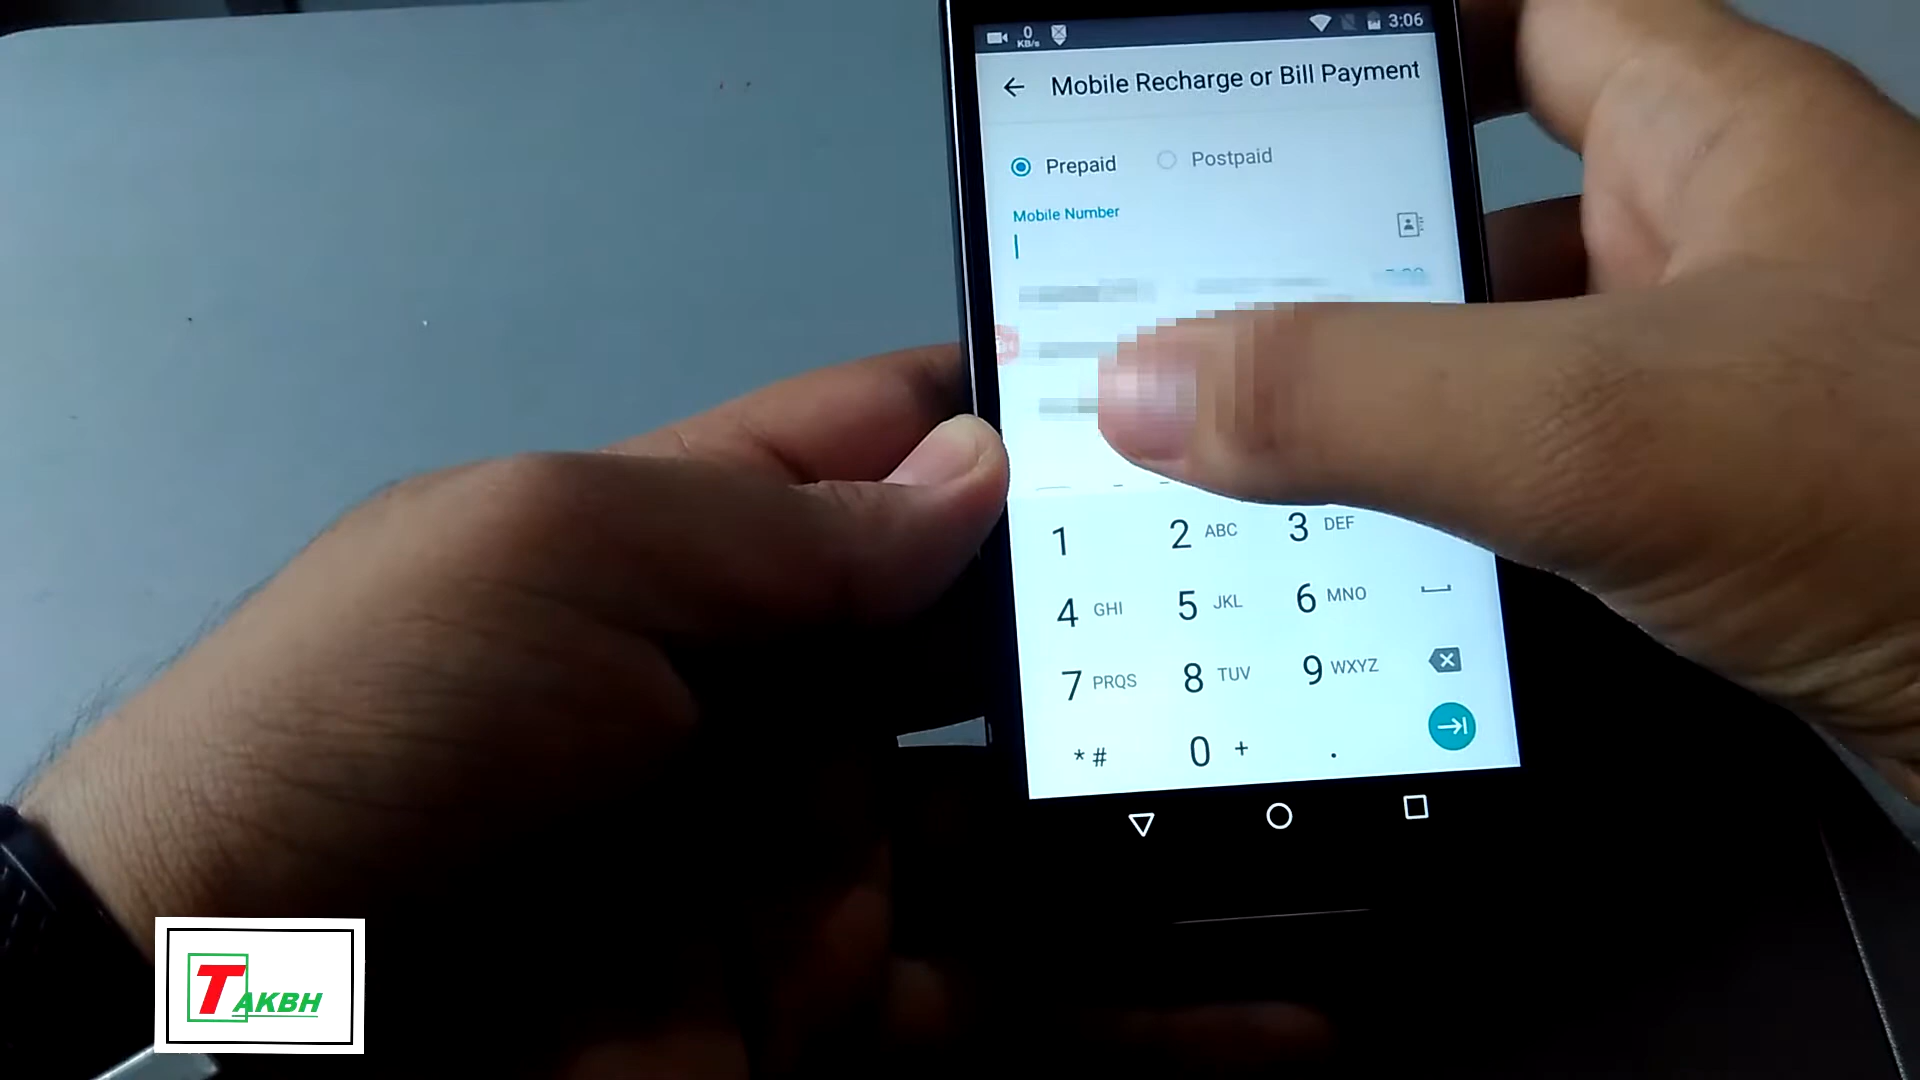 0
KB/s
3:06
Mobile Recharge or Bill Payment
Prepaid
Postpaid
Mobile Number
1
2 ABC
3 DEF
4 GHI
5 JKL
6 MNO
7 PRQS
8 TUV
9 WXYZ
* #
0 +
.
TAKBH